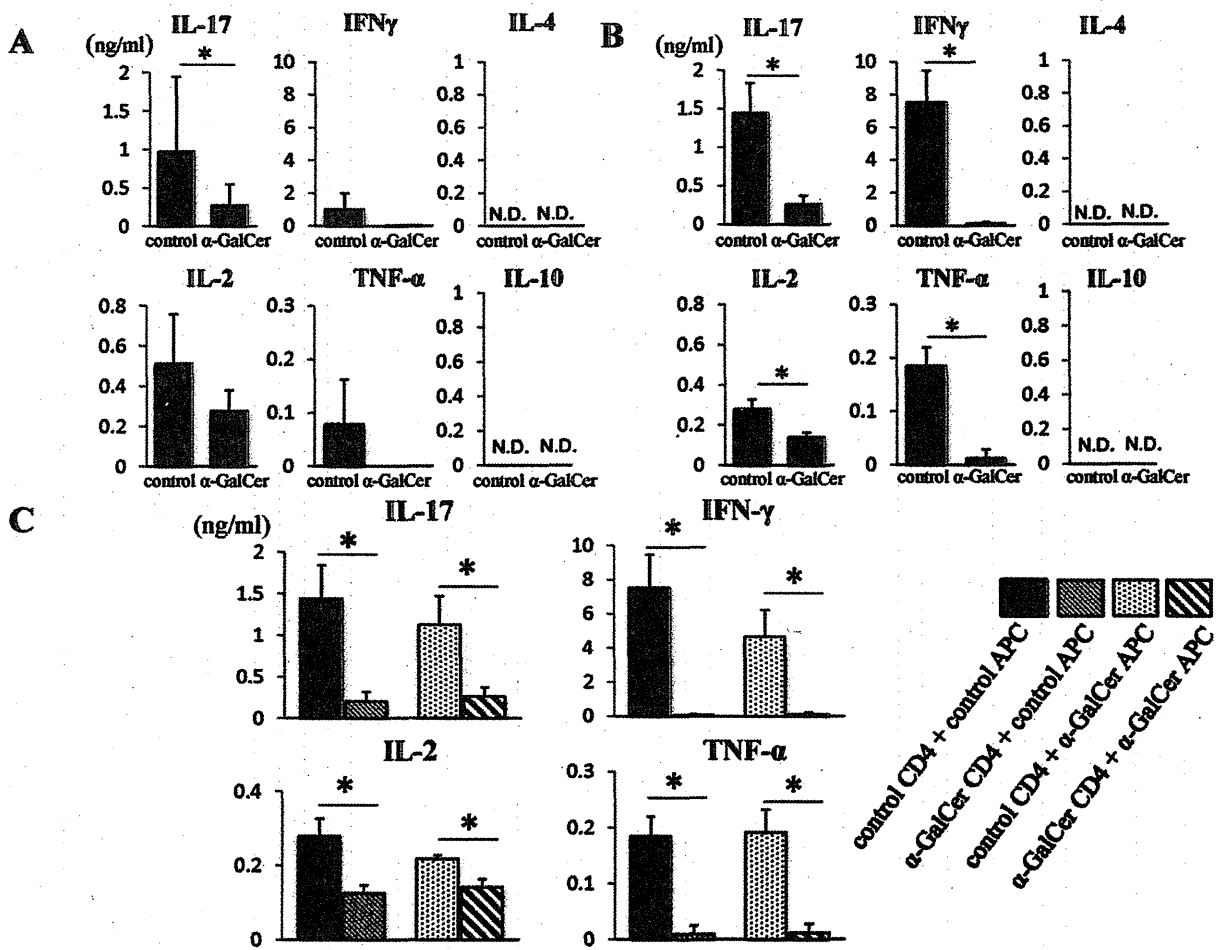 A
IL-17
IFNγ
IL-4
(ng/ml)
*
2
1.5
1
0.5
0
control α-GalCer
10
8
6
4
2
0
control α-GalCer
1
0.8
0.6
0.4
0.2
0
N.D. N.D.
control α-GalCer
IL-2
TNF-α
IL-10
0.8
0.6
0.4
0.2
0
control α-GalCer
0.3
0.2
0.1
0
control α-GalCer
1
0.8
0.6
0.4
0.2
0
N.D. N.D.
control α-GalCer
B
IL-17
IFNγ
IL-4
(ng/ml)
*
2
1.5
1
0.5
0
control α-GalCer
*
10
8
6
4
2
0
control α-GalCer
1
0.8
0.6
0.4
0.2
0
N.D. N.D.
control α-GalCer
IL-2
TNF-α
IL-10
*
0.8
0.6
0.4
0.2
0
control α-GalCer
*
0.3
0.2
0.1
0
control α-GalCer
1
0.8
0.6
0.4
0.2
0
N.D. N.D.
control α-GalCer
C
IL-17
(ng/ml)
* *
2
1.5
1
0.5
0
IFN-γ
* *
10
8
6
4
2
0
IL-2
* *
0.4
0.2
0
TNF-α
* *
0.3
0.2
0.1
0
control CD4 + control APC
α-GalCer CD4 + control APC
control CD4 + α-GalCer APC
α-GalCer CD4 + α-GalCer APC